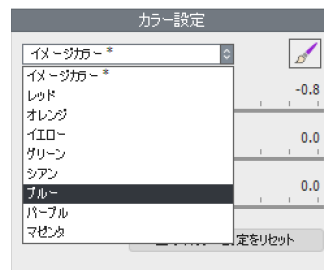 カラー設定
イメージカラー *
イメージカラー *
レッド
-0.8
オレンジ
イエロー
0.0
グリーン
シアン
ブルー
0.0
パープル
マゼンタ
定をリセット